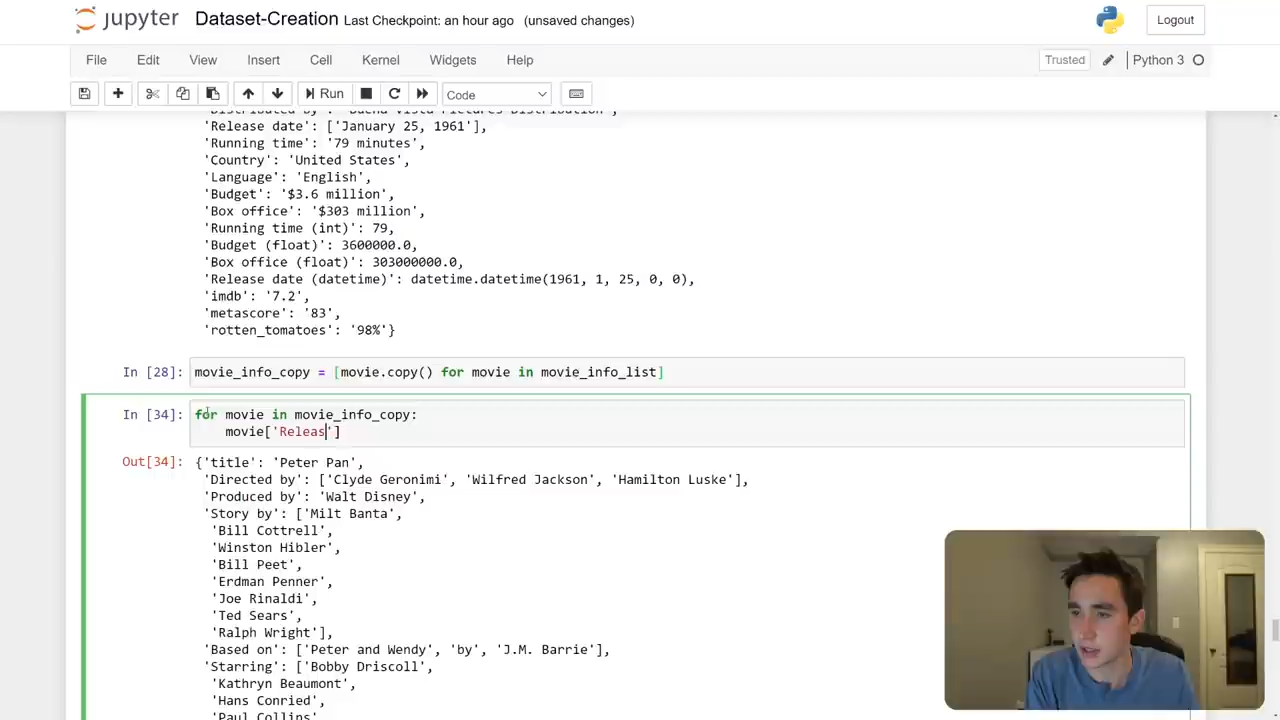 jupyter Dataset-Creation Last Checkpoint: an hour ago (unsaved changes) Logout
File Edit View Insert Cell Kernel Widgets Help Trusted Python 3
Run Code
'Release date': ['January 25, 1961'],
'Running time': '79 minutes',
'Country': 'United States',
'Language': 'English',
'Budget': '$3.6 million',
'Box office': '$303 million',
'Running time (int)': 79,
'Budget (float)': 3600000.0,
'Box office (float)': 303000000.0,
'Release date (datetime)': datetime.datetime(1961, 1, 25, 0, 0),
'imdb': '7.2',
'metascore': '83',
'rotten_tomatoes': '98%'}
In [28]: movie_info_copy = [movie.copy() for movie in movie_info_list]
In [34]: for movie in movie_info_copy:
movie['Releas']
Out[34]: {'title': 'Peter Pan',
'Directed by': ['Clyde Geronimi', 'Wilfred Jackson', 'Hamilton Luske'],
'Produced by': 'Walt Disney',
'Story by': ['Milt Banta',
'Bill Cottrell',
'Winston Hibler',
'Bill Peet',
'Erdman Penner',
'Joe Rinaldi',
'Ted Sears',
'Ralph Wright'],
'Based on': ['Peter and Wendy', 'by', 'J.M. Barrie'],
'Starring': ['Bobby Driscoll',
'Kathryn Beaumont',
'Hans Conried',
'Paul Collins